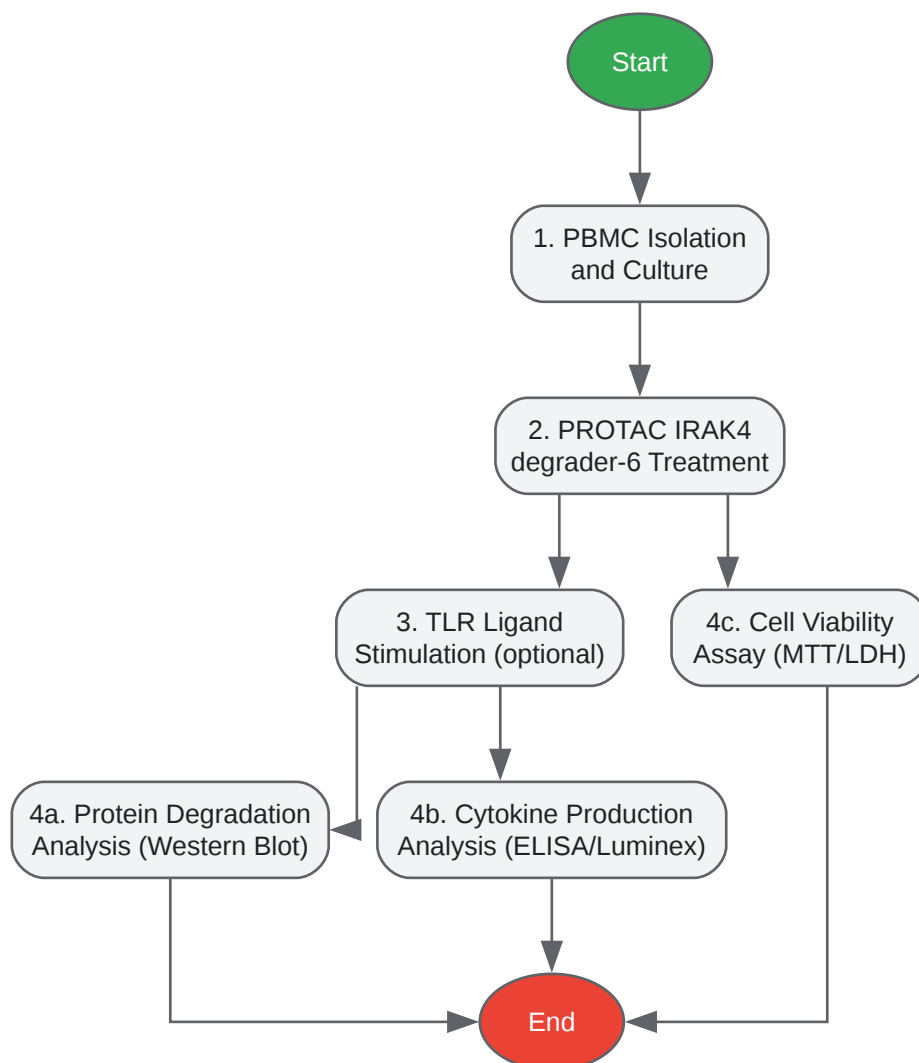 Start
1. PBMC Isolation
and Culture
2. PROTAC IRAK4
degrader-6 Treatment
3. TLR Ligand
Stimulation (optional)
4c. Cell Viability
Assay (MTT/LDH)
4a. Protein Degradation
Analysis (Western Blot)
4b. Cytokine Production
Analysis (ELISA/Luminex)
End